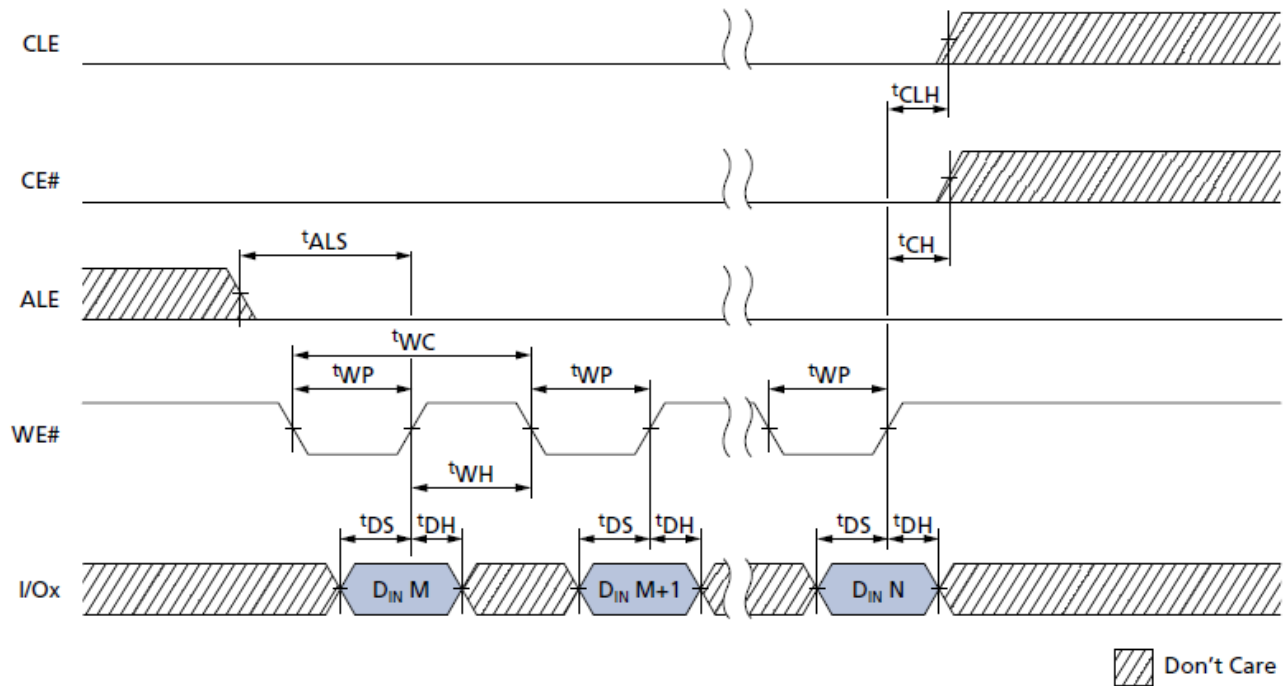 CLE
tCLH
CE#
tCH
tALS
ALE
tWC
tWP
tWP
tWP
WE#
tWH
tDS
tDH
tDS
tDH
tDS
tDH
I/Ox
DIN M
DIN M+1
DIN N
Don't Care